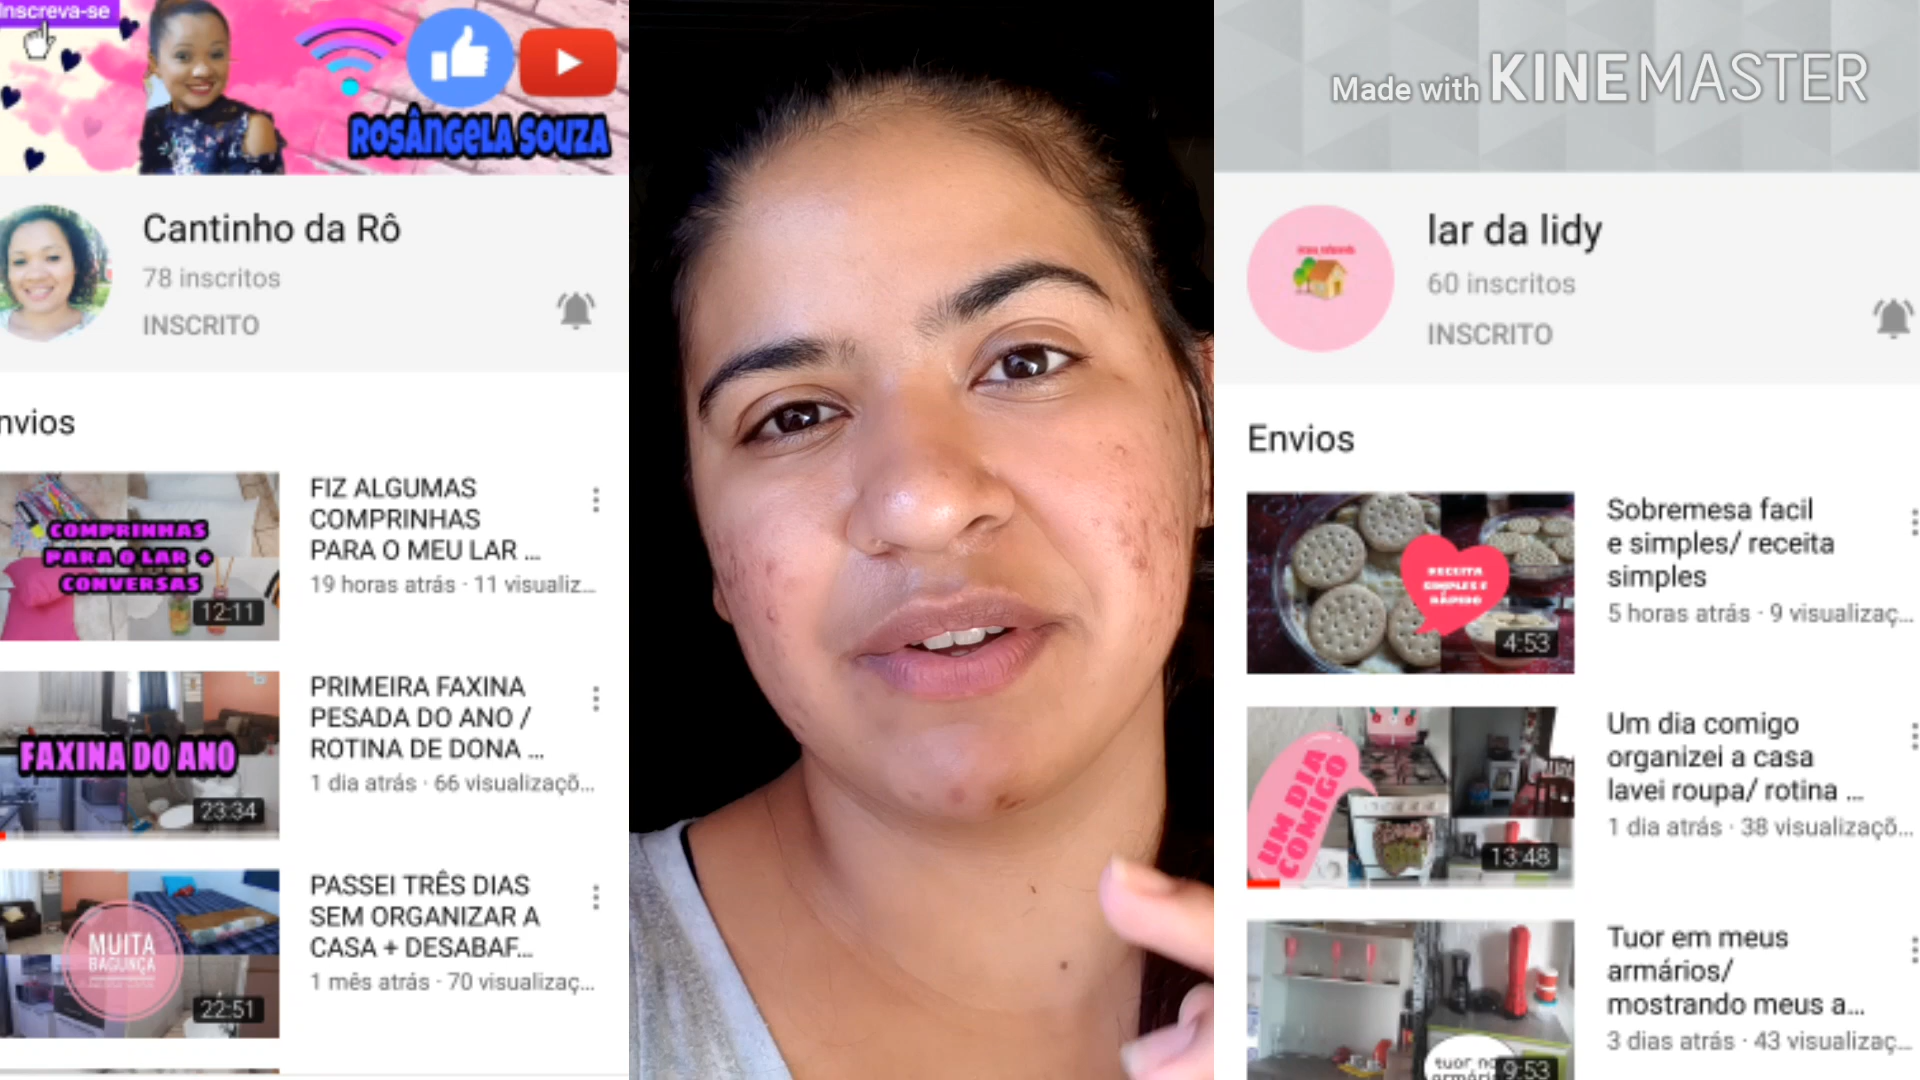 Inscreva-se
ROSÂNGELA SOUZA
Cantinho da Rô
78 inscritos
INSCRITO
nvios
COMPRINHAS
PARA O LAR +
CONVERSAS
12:11
FIZ ALGUMAS
COMPRINHAS
PARA O MEU LAR ...
19 horas atrás · 11 visualiz...
FAXINA DO ANO
23:34
PRIMEIRA FAXINA
PESADA DO ANO /
ROTINA DE DONA ...
1 dia atrás · 66 visualizaçõ...
MUITA
BAGUNÇA
22:51
PASSEI TRÊS DIAS
SEM ORGANIZAR A
CASA + DESABAF...
1 mês atrás · 70 visualizaç...
Made with KINEMASTER
lar da lidy
60 inscritos
INSCRITO
Envios
RECEITA
SIMPLES E
RÁPIDO
4:53
Sobremesa facil
e simples/ receita
simples
5 horas atrás · 9 visualizaç...
UM DIA
COMIGO
13:48
Um dia comigo
organizei a casa
lavei roupa/ rotina ...
1 dia atrás · 38 visualizaçõ...
tuor no
9:53
Tuor em meus
armários/
mostrando meus a...
3 dias atrás · 43 visualizaç...